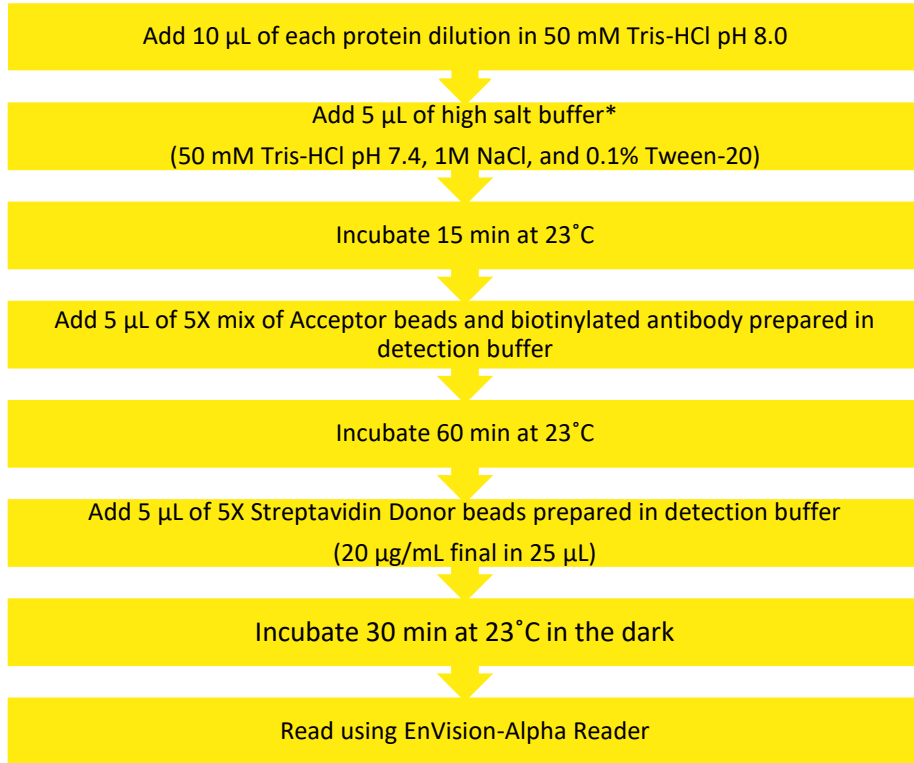 Add 10 µL of each protein dilution in 50 mM Tris-HCl pH 8.0
Add 5 µL of high salt buffer*
(50 mM Tris-HCl pH 7.4, 1M NaCl, and 0.1% Tween-20)
Incubate 15 min at 23˚C
Add 5 µL of 5X mix of Acceptor beads and biotinylated antibody prepared in
detection buffer
Incubate 60 min at 23˚C
Add 5 µL of 5X Streptavidin Donor beads prepared in detection buffer
(20 µg/mL final in 25 µL)
Incubate 30 min at 23˚C in the dark
Read using EnVision-Alpha Reader